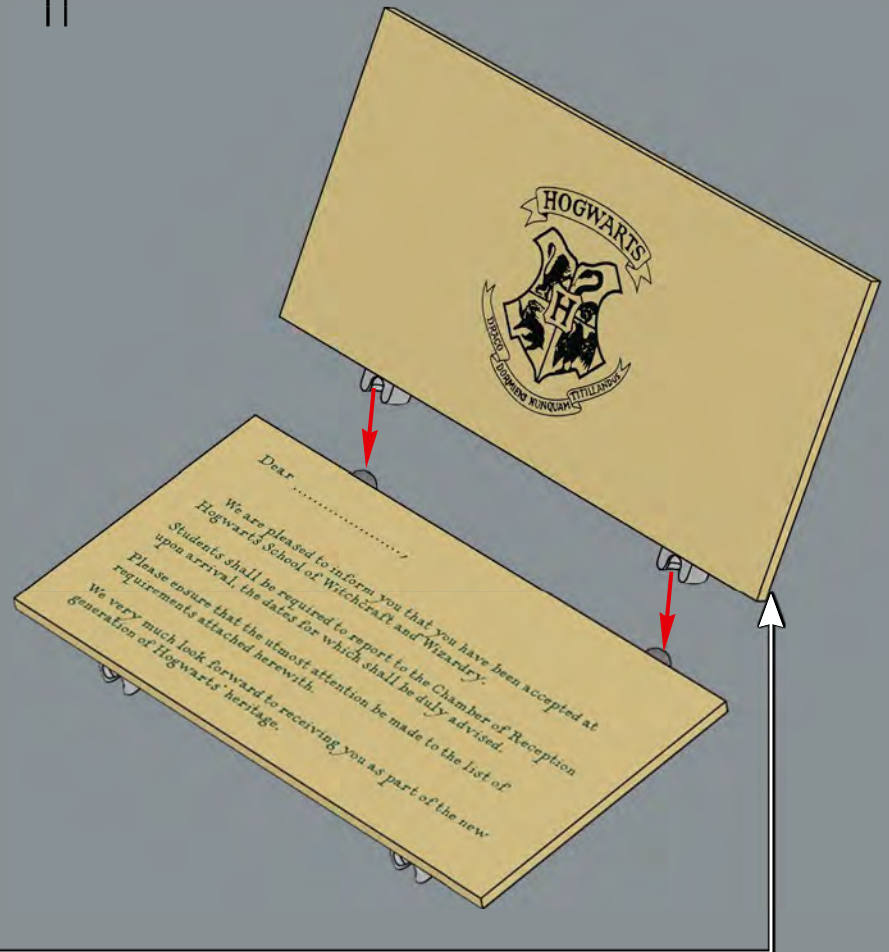 HOGWARTS
H
DRACO
DORMIENS NUNQUAM
TITILLANDUS
Dear ....................,
We are pleased to inform you that you have been accepted at
Hogwarts School of Witchcraft and Wizardry.
Students shall be required to report to the Chamber of Reception
upon arrival, the dates for which shall be duly advised.
Please ensure that the utmost attention be made to the list of
requirements attached herewith.
We very much look forward to receiving you as part of the new
generation of Hogwarts' heritage.